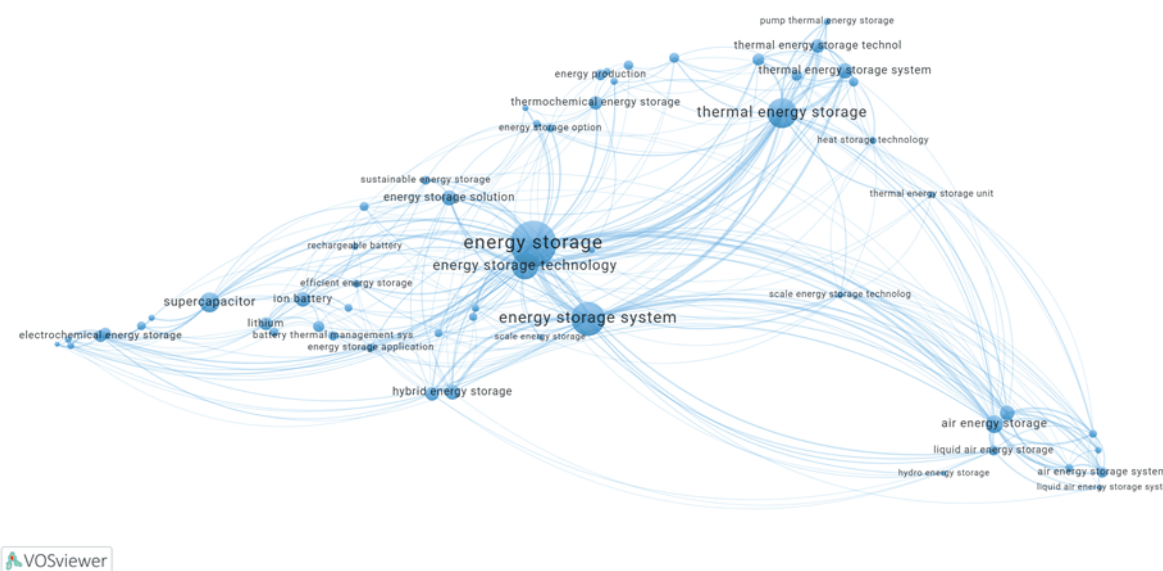 pump thermal energy storage
thermal energy storage technol
thermal energy storage system
energy production
thermochemical energy storage
thermal energy storage
energy storage option
heat storage technology
sustainable energy storage
thermal energy storage unit
energy storage solution
energy storage
rechargeable battery
energy storage technology
efficient energy storage
scale energy storage technolog
supercapacitor
ion battery
energy storage system
lithium
electrochemical energy storage
battery thermal management sys
scale energy storage
energy storage application
hybrid energy storage
air energy storage
liquid air energy storage
hydro energy storage
air energy storage system
liquid air energy storage syst
VOSviewer